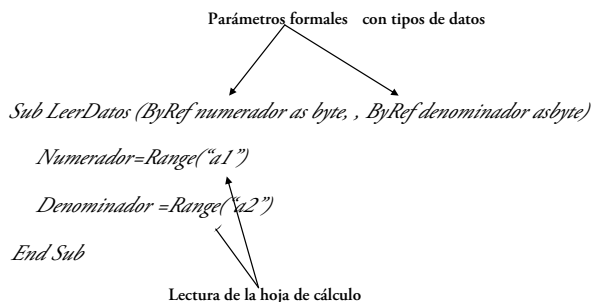 Parámetros formales con tipos de datos
Sub LeerDatos (ByRef numerador as byte, , ByRef denominador asbyte)
Numerador=Range(“a1”)
Denominador =Range(“a2”)
End Sub
Lectura de la hoja de cálculo